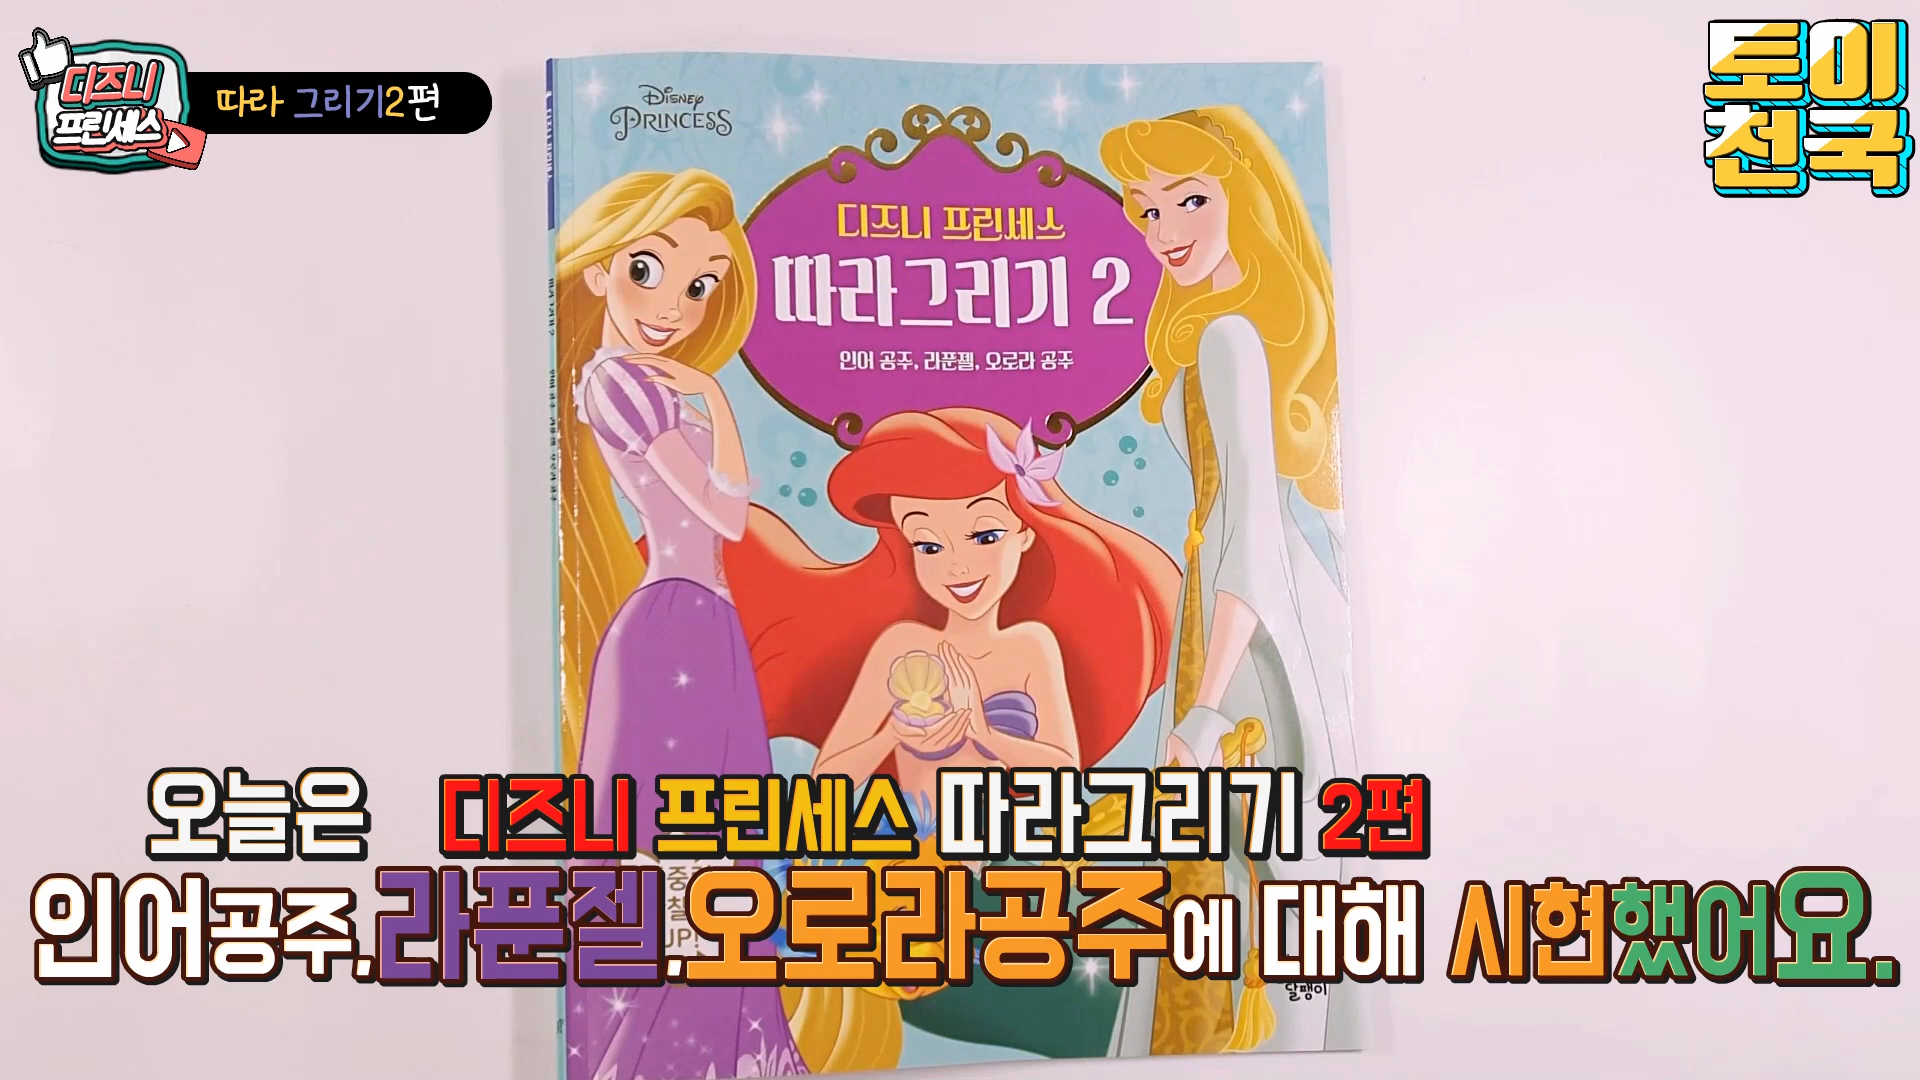 디즈니
프린세스
따라 그리기2편
토이
천국
Disney
PRINCESS
디즈니 프린세스
따라그리기 2
인어 공주, 라푼젤, 오로라 공주
오늘은 디즈니 프린세스 따라그리기 2편
인어공주,라푼젤,오로라공주에 대해 시현했어요.
중
칠
UP!
달팽이